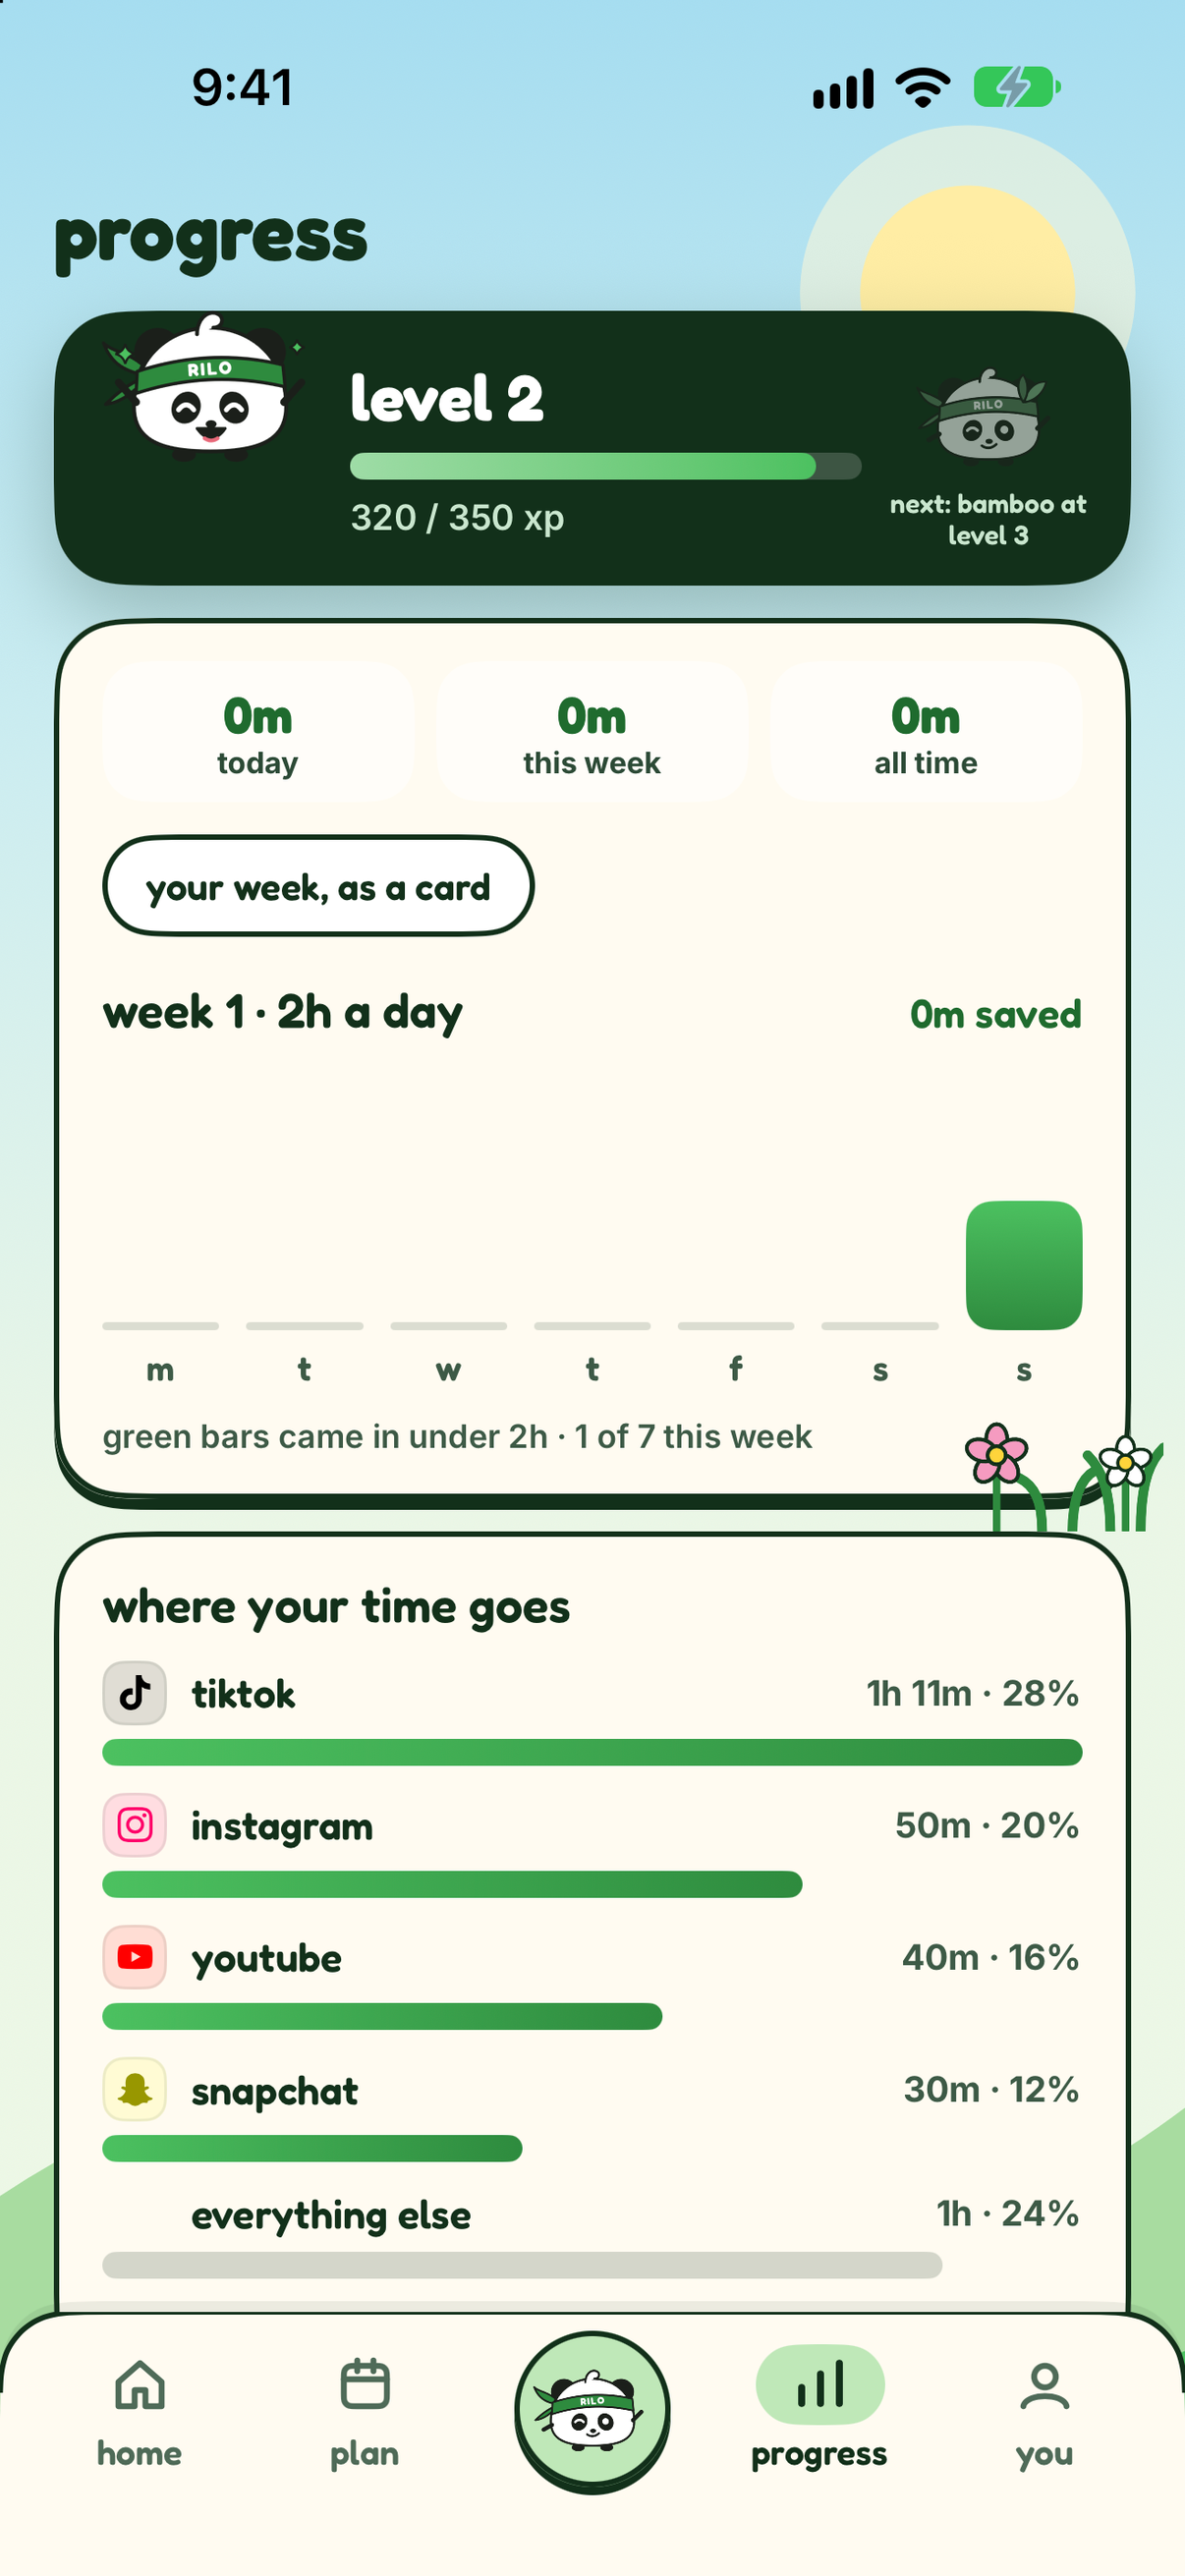 9:41
progress
RILO
level 2
320 / 350 xp
RILO
next: bamboo at
level 3
0m
today
0m
this week
0m
all time
your week, as a card
week 1 · 2h a day
0m saved
m t w t f s s
green bars came in under 2h · 1 of 7 this week
where your time goes
tiktok
1h 11m · 28%
instagram
50m · 20%
youtube
40m · 16%
snapchat
30m · 12%
everything else
1h · 24%
RILO
home
plan
progress
you